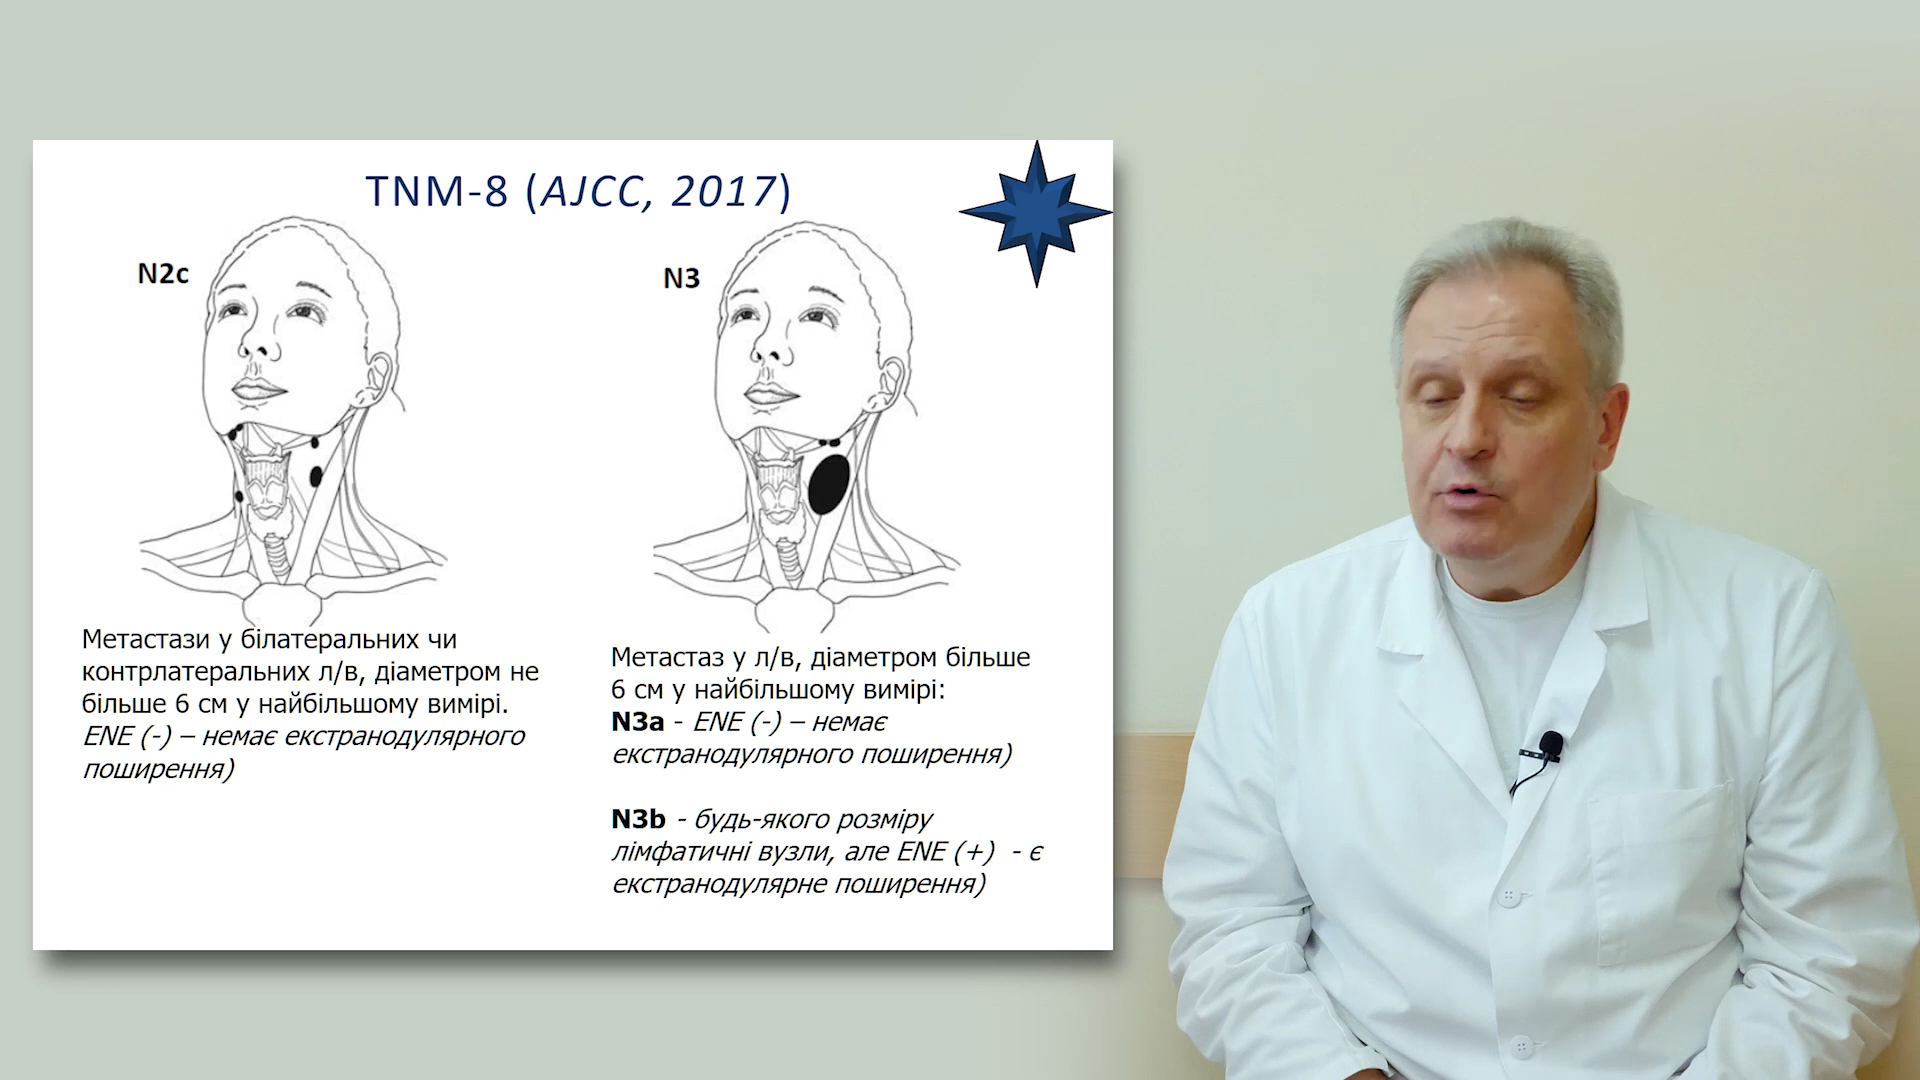 TNM-8 (AJCC, 2017)
N2c
Метастази у білатеральних чи
контрлатеральних л/в, діаметром не
більше 6 см у найбільшому вимірі.
ENE (-) – немає екстранодулярного
поширення)
N3
Метастаз у л/в, діаметром більше
6 см у найбільшому вимірі:
N3a - ENE (-) – немає
екстранодулярного поширення)
N3b - будь-якого розміру
лімфатичні вузли, але ENE (+) - є
екстранодулярне поширення)